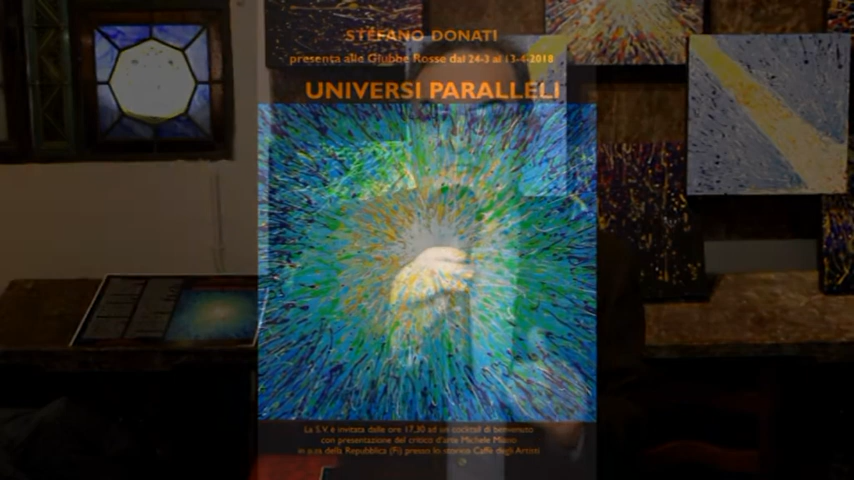 STEFANO DONATI
presenta alle Giubbe Rosse dal 24-3 al 13-4-2018
UNIVERSI PARALLELI
La S.V. è invitata dalle ore 17,30 ad un cocktail di benvenuto
con presentazione del critico d'arte Michele
in p.za della Repubblica (Fi) presso lo storico Caffè degli Artisti